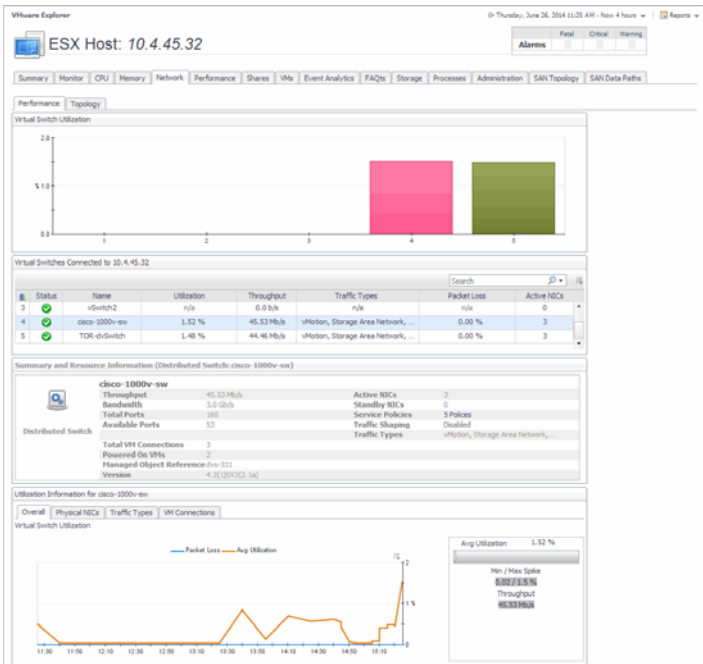 VMware Explorer
Thursday, June 26, 2014 11:25 AM - Now 4 hours
Reports
ESX Host: 10.4.45.32
Fatal Critical Warning
Alarms
Summary Monitor CPU Memory Network Performance Shares VMs Event Analytics FAQts Storage Processes Administration SAN Topology SAN Data Paths
Performance Topology
Virtual Switch Utilization
2.0
% 1.0
0.0
1 2 3 4 5
Virtual Switches Connected to 10.4.45.32
Search
Status Name Utilization Throughput Traffic Types Packet Loss Active NICs
3 vSwitch2 n/a 0.0 b/s n/a n/a 0
4 cisco-1000v-sw 1.52 % 45.53 Mb/s vMotion, Storage Area Network, ... 0.00 % 3
5 TOR-dvSwitch 1.48 % 44.46 Mb/s vMotion, Storage Area Network, ... 0.00 % 3
Summary and Resource Information (Distributed Switch: cisco-1000v-sw)
Distributed Switch
cisco-1000v-sw
Throughput 45.53 Mb/s Active NICs 3
Bandwidth 3.0 Gb/s Standby NICs 0
Total Ports 160 Service Policies 5 Polices
Available Ports 53 Traffic Shaping Disabled
Traffic Types vMotion, Storage Area Network,...
Total VM Connections 3
Powered On VMs 2
Managed Object Reference dvs-331
Version 4.2(1)SV2(2.1a)
Utilization Information for cisco-1000v-sw
Overall Physical NICs Traffic Types VM Connections
Virtual Switch Utilization
Packet Loss Avg Utilization
2
1 %
0
11:30 11:50 12:10 12:30 12:50 13:10 13:30 13:50 14:10 14:30 14:50 15:10
Avg Utilization 1.52 %
Min / Max Spike
0.02 / 1.5 %
Throughput
45.53 Mb/s